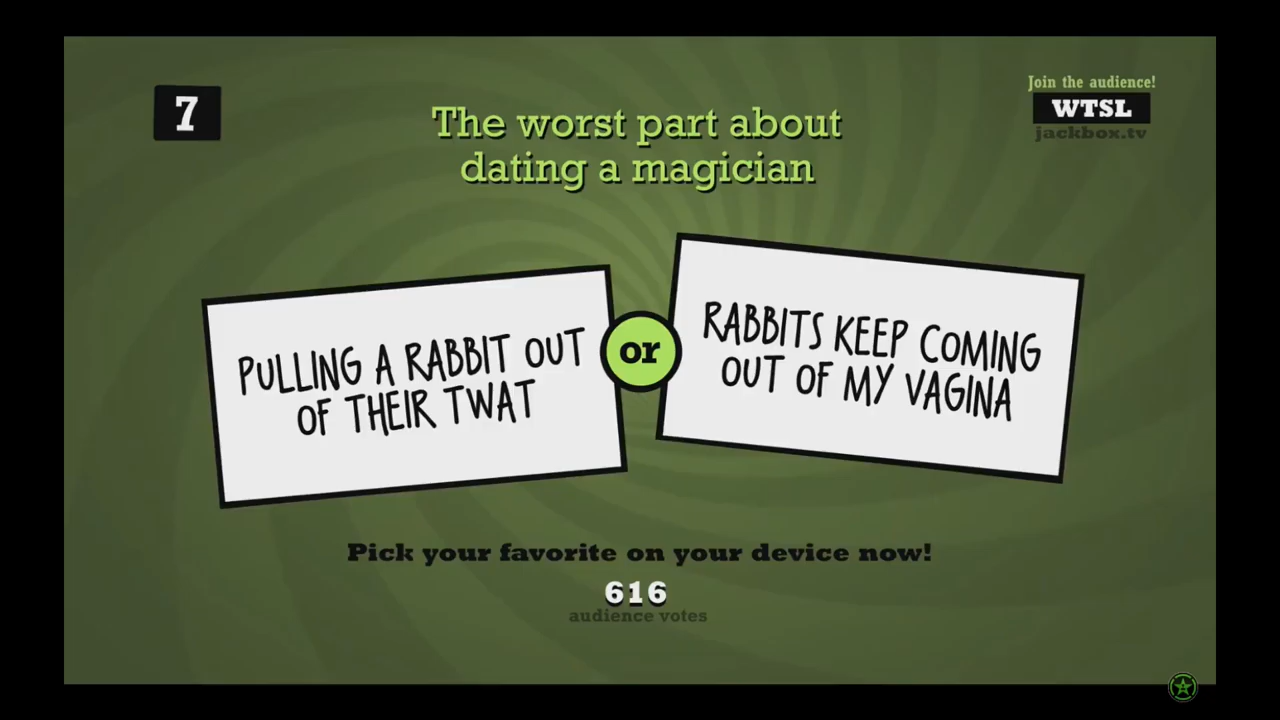 7
The worst part about
dating a magician
Join the audience!
WTSL
jackbox.tv
PULLING A RABBIT OUT
OF THEIR TWAT
or
RABBITS KEEP COMING
OUT OF MY VAGINA
Pick your favorite on your device now!
616
audience votes